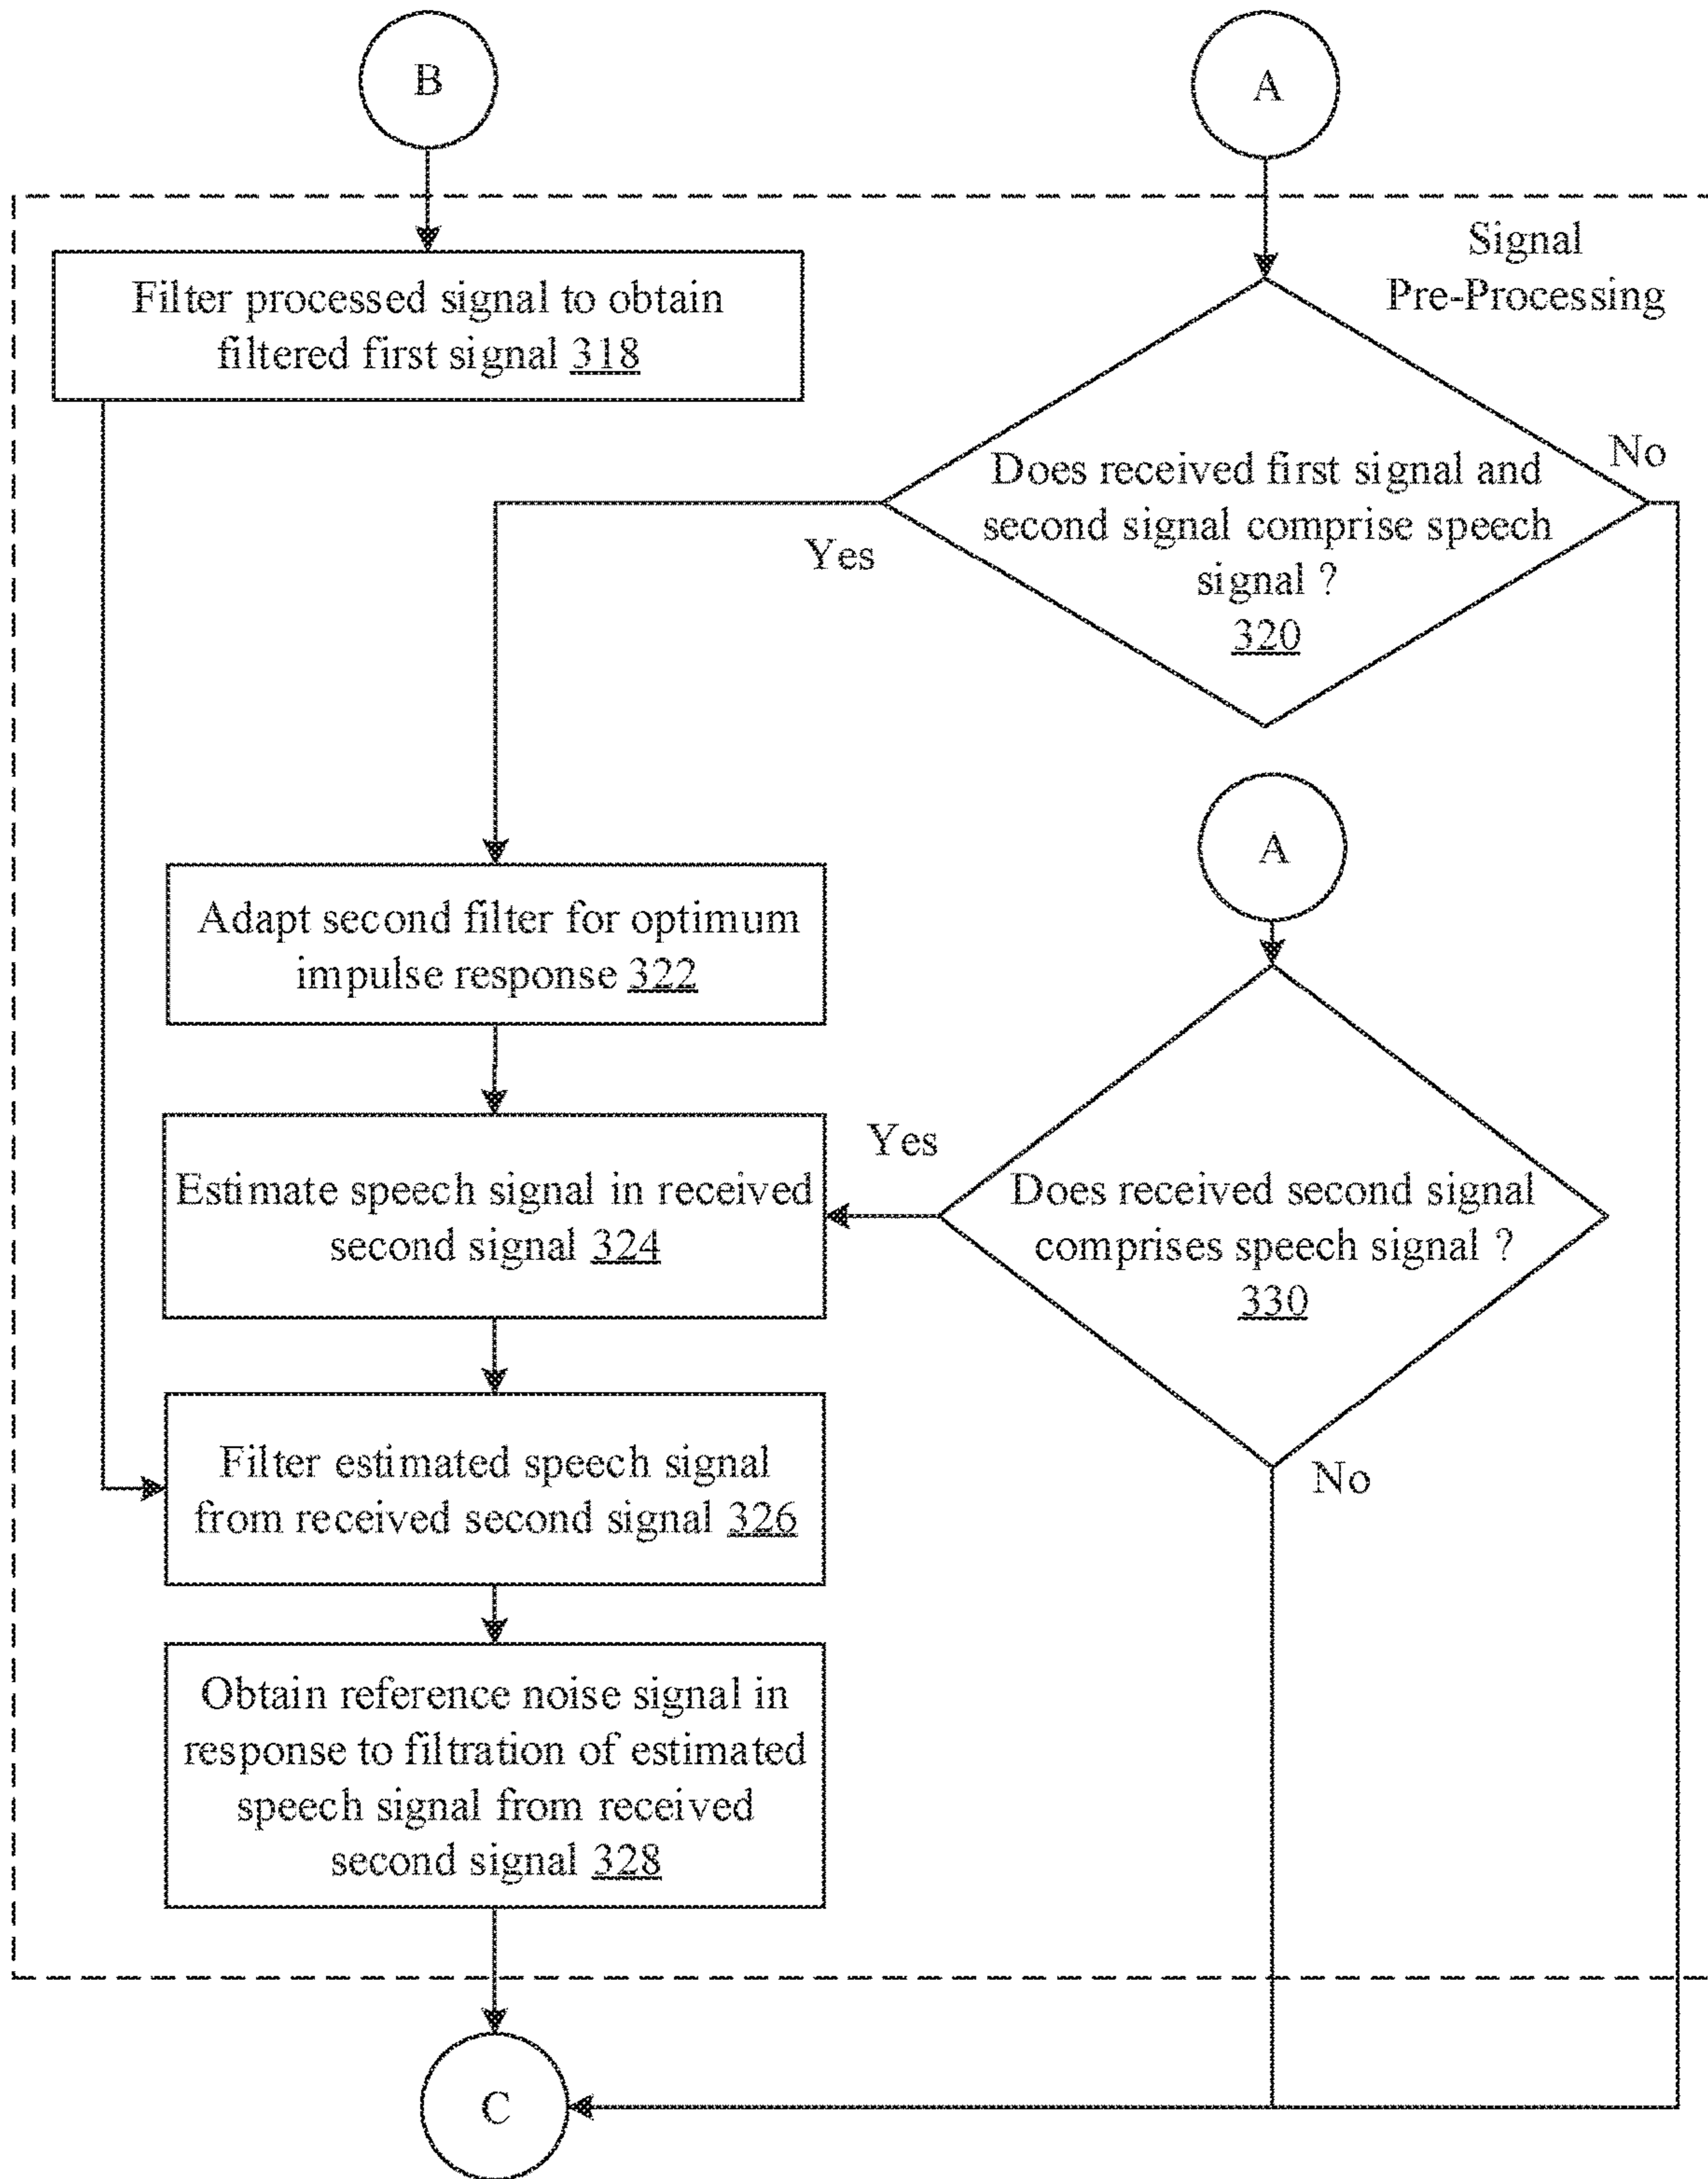 B
A
Signal
Pre-Processing
Filter processed signal to obtain
filtered first signal 318
No
Does received first signal and
second signal comprise speech
signal ?
320
Yes
A
Adapt second filter for optimum
impulse response 322
Yes
Estimate speech signal in received
second signal 324
Does received second signal
comprises speech signal ?
330
Filter estimated speech signal
from received second signal 326
No
Obtain reference noise signal in
response to filtration of estimated
speech signal from received
second signal 328
C